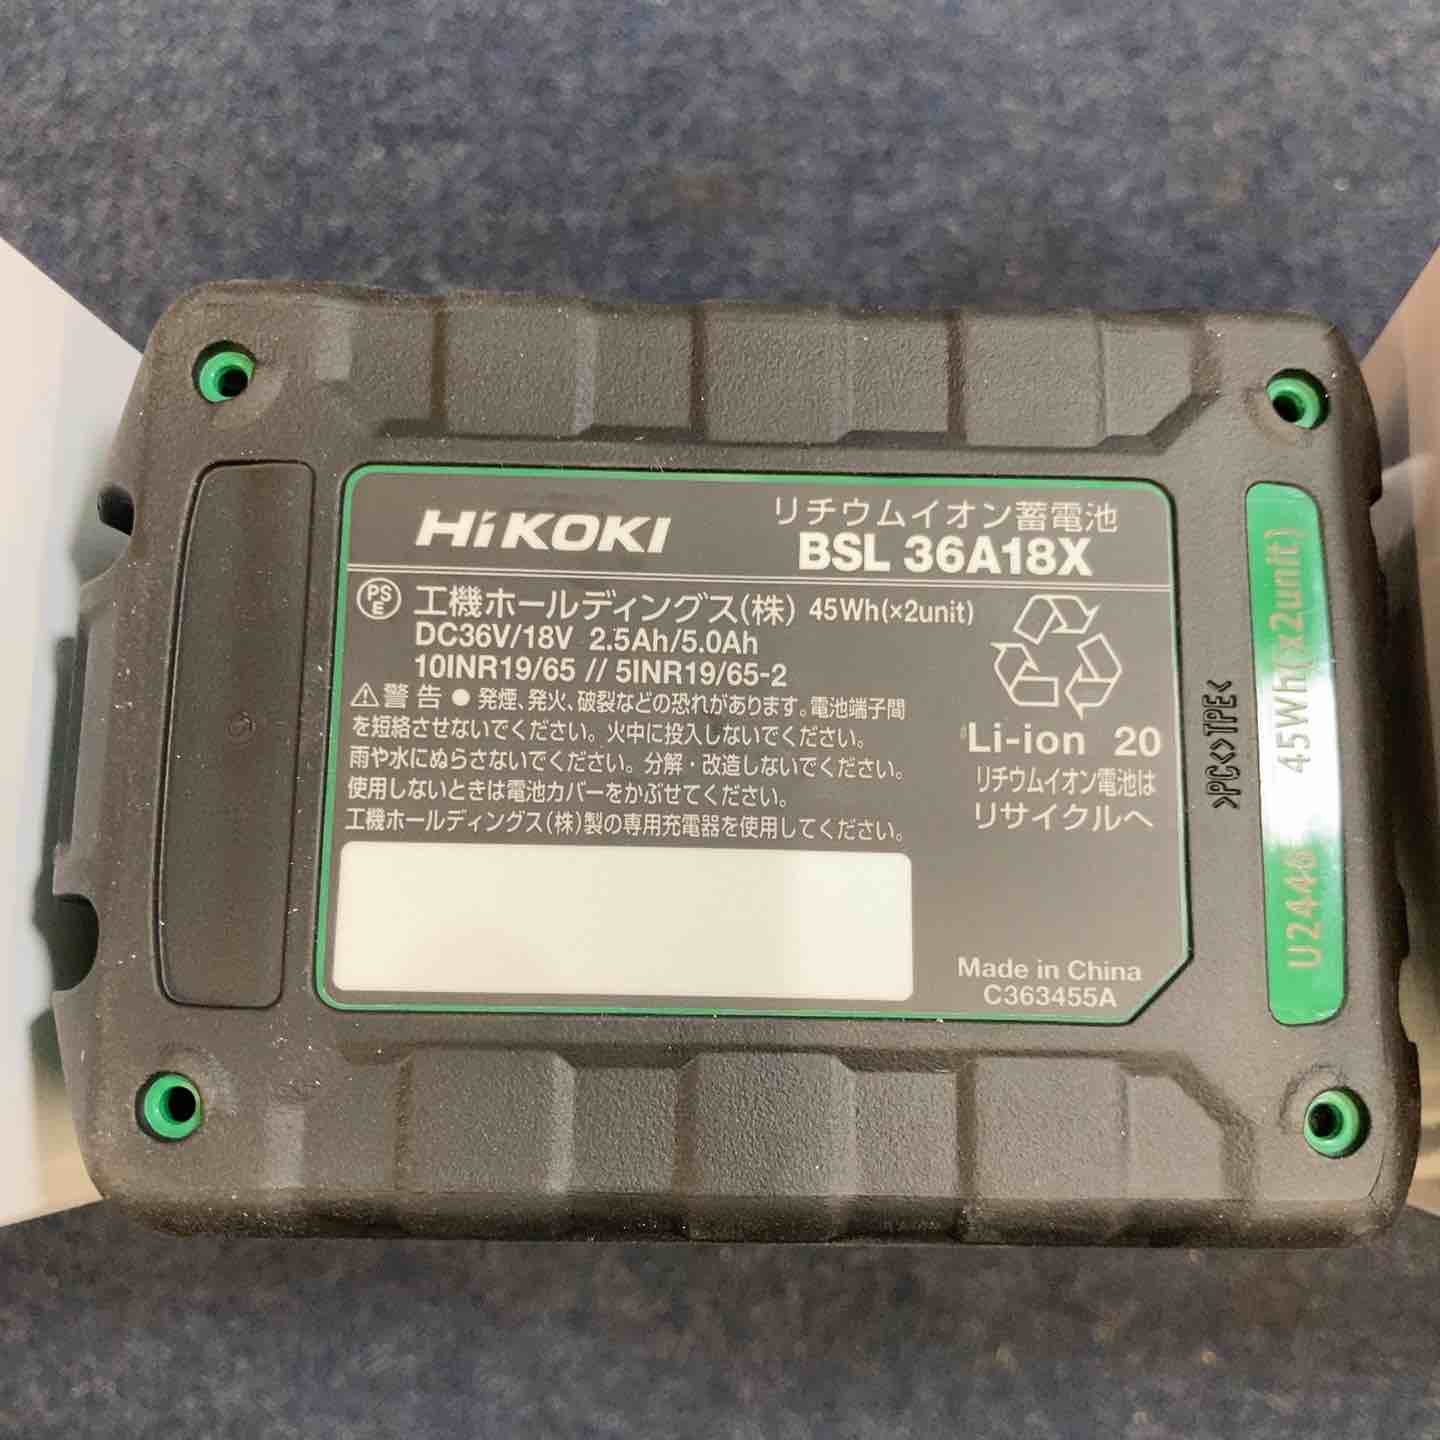 HiKOKI
リチウムイオン蓄電池
BSL 36A18X
PS
E
工機ホールディングス(株) 45Wh(×2unit)
DC36V/18V 2.5Ah/5.0Ah
10INR19/65 // 5INR19/65-2
⚠警告 ● 発煙、発火、破裂などの恐れがあります。電池端子間
を短絡させないでください。火中に投入しないでください。
雨や水にぬらさないでください。分解・改造しないでください。
使用しないときは電池カバーをかぶせてください。
工機ホールディングス(株)製の専用充電器を使用してください。
Li-ion 20
リチウムイオン電池は
リサイクルへ
Made in China
C363455A
>PC<>TPE<
U2446 45Wh(x2unit)